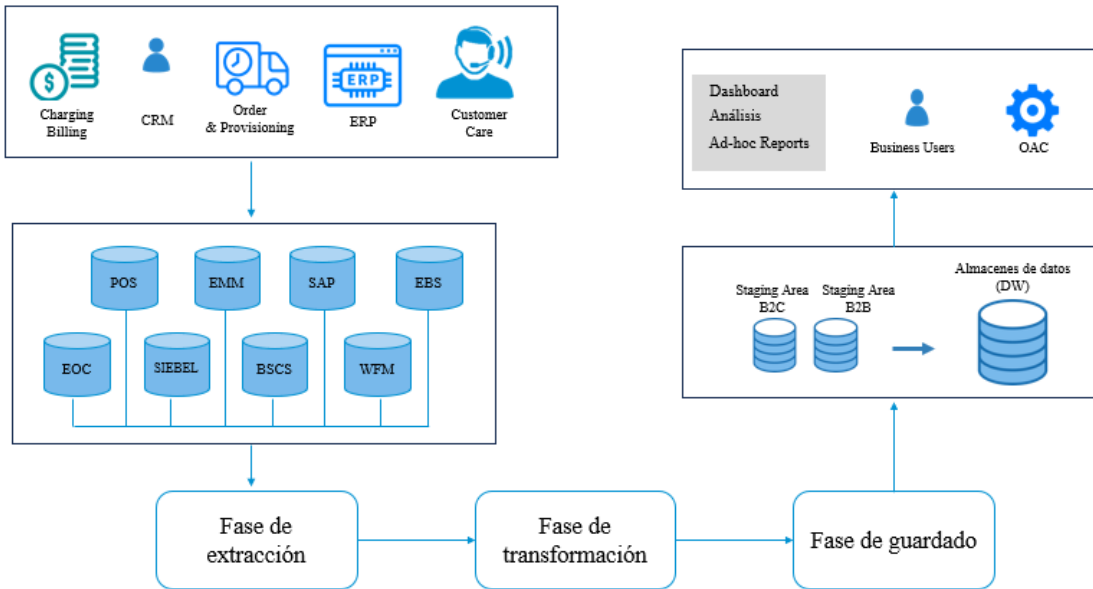 Charging
Billing
CRM
Order
& Provisioning
ERP
ERP
Customer
Care
POS
EMM
SAP
EBS
EOC
SIEBEL
BSCS
WFM
Fase de
extracción
Fase de
transformación
Fase de guardado
Staging Area
B2C
Staging Area
B2B
Almacenes de datos
(DW)
Dashboard
Análisis
Ad-hoc Reports
Business Users
OAC